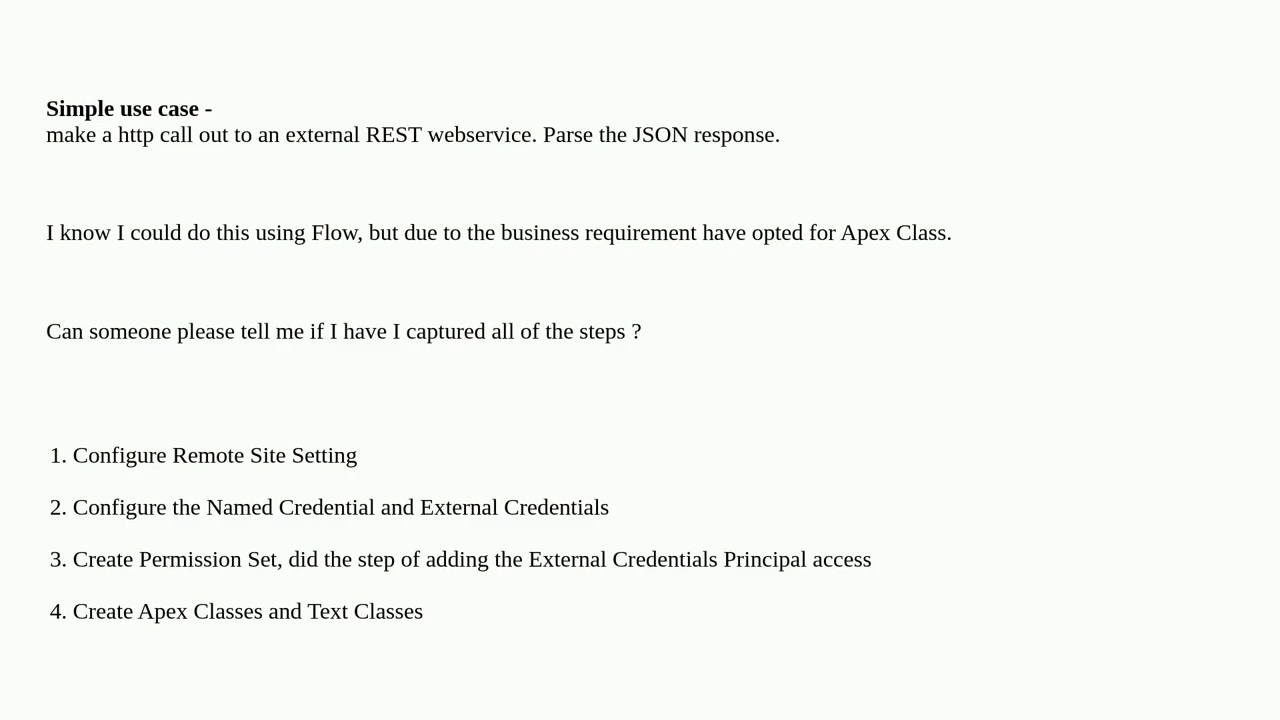 Simple use case -
make a http call out to an external REST webservice. Parse the JSON response.
I know I could do this using Flow, but due to the business requirement have opted for Apex Class.
Can someone please tell me if I have I captured all of the steps ?
1. Configure Remote Site Setting
2. Configure the Named Credential and External Credentials
3. Create Permission Set, did the step of adding the External Credentials Principal access
4. Create Apex Classes and Text Classes